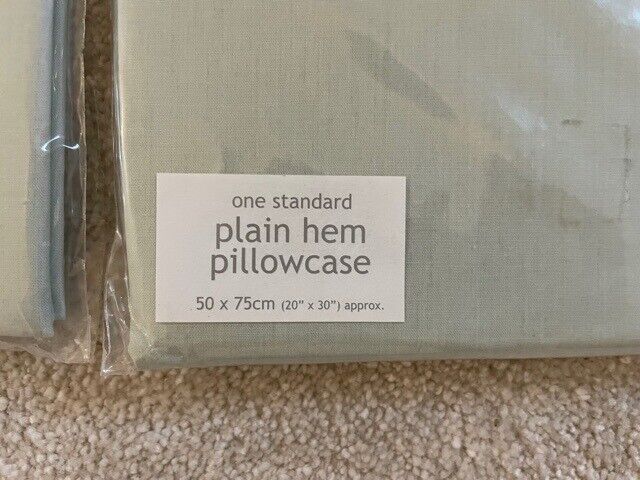 one standard
plain hem
pillowcase
50 x 75cm (20" x 30") approx.